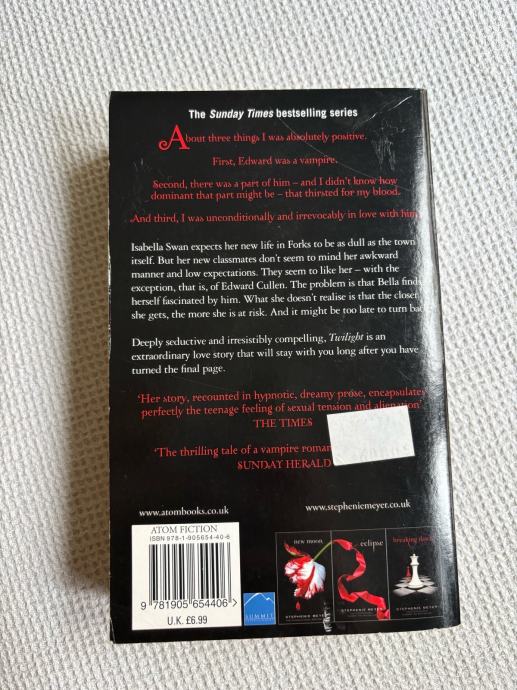 The Sunday Times bestselling series
About three things I was absolutely positive.
First, Edward was a vampire.
Second, there was a part of him – and I didn't know how
dominant that part might be – that thirsted for my blood.
And third, I was unconditionally and irrevocably in love with him
Isabella Swan expects her new life in Forks to be as dull as the town
itself. But her new classmates don't seem to mind her awkward
manner and low expectations. They seem to like her – with the
exception, that is, of Edward Cullen. The problem is that Bella finds
herself fascinated by him. What she doesn't realise is that the closer
she gets, the more she is at risk. And it might be too late to turn ba
Deeply seductive and irresistibly compelling, Twilight is an
extraordinary love story that will stay with you long after you have
turned the final page.
'Her story, recounted in hypnotic, dreamy prose, encapsulates
perfectly the teenage feeling of sexual tension and alienation.'
THE TIMES
'The thrilling tale of a vampire roman
SUNDAY HERALD
www.atombooks.co.uk
www.stepheniemeyer.co.uk
ATOM FICTION
ISBN 978-1-905654-40-6
9 781905 654406 >
U.K. £6.99
SUMMIT
new moon
STEPHENIE MEYER
eclipse
STEPHENIE MEYER
breaking dawn
STEPHENIE MEYER